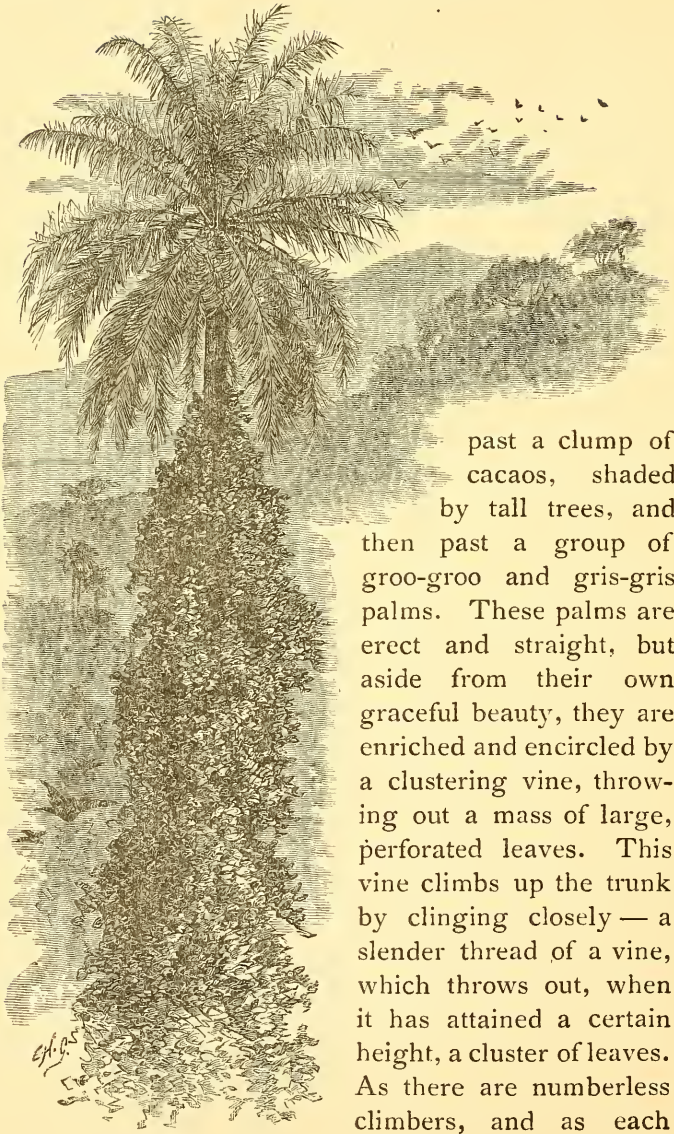 past a clump of
cacaos, shaded
by tall trees, and
then past a group of
groo-groo and gris-gris
palms. These palms are
erect and straight, but
aside from their own
graceful beauty, they are
enriched and encircled by
a clustering vine, throw-
ing out a mass of large,
perforated leaves. This
vine climbs up the trunk
by clinging closely — a
slender thread of a vine,
which throws out, when
it has attained a certain
height, a cluster of leaves.
As there are numberless
climbers, and as each